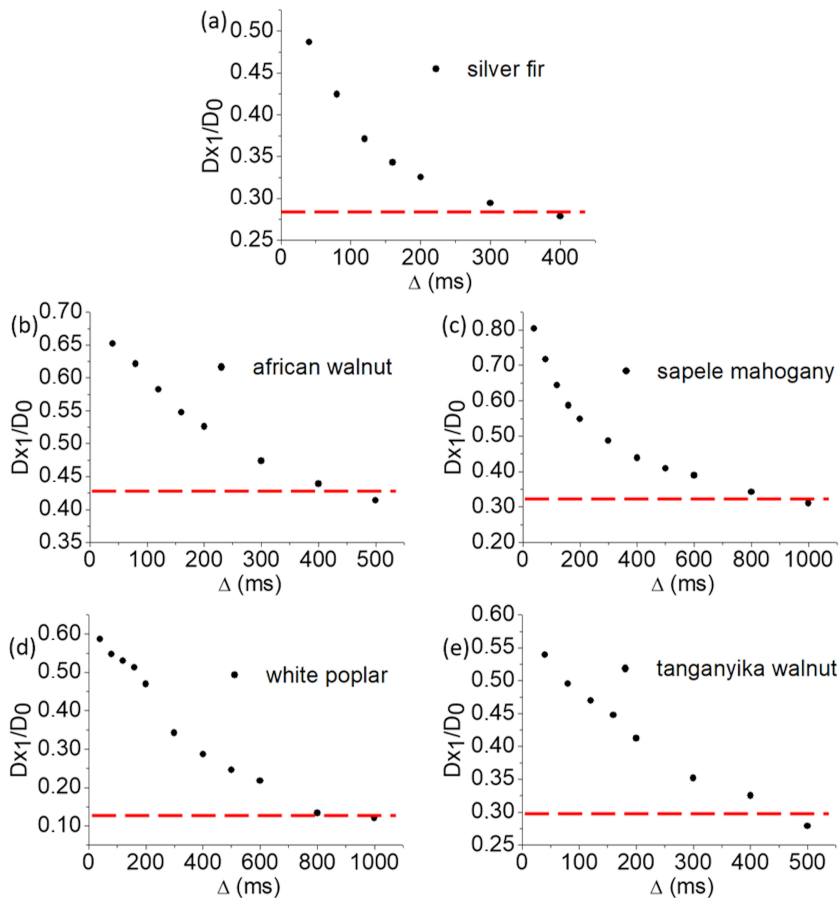 (a)
silver fir
Dx1/D0
0.50
0.45
0.40
0.35
0.30
0.25
0 100 200 300 400
Δ (ms)
(b)
african walnut
Dx1/D0
0.70
0.65
0.60
0.55
0.50
0.45
0.40
0.35
0 100 200 300 400 500
Δ (ms)
(c)
sapele mahogany
Dx1/D0
0.80
0.70
0.60
0.50
0.40
0.30
0.20
0 200 400 600 800 1000
Δ (ms)
(d)
white poplar
Dx1/D0
0.60
0.50
0.40
0.30
0.20
0.10
0 200 400 600 800 1000
Δ (ms)
(e)
tanganyika walnut
Dx1/D0
0.60
0.55
0.50
0.45
0.40
0.35
0.30
0.25
0 100 200 300 400 500
Δ (ms)